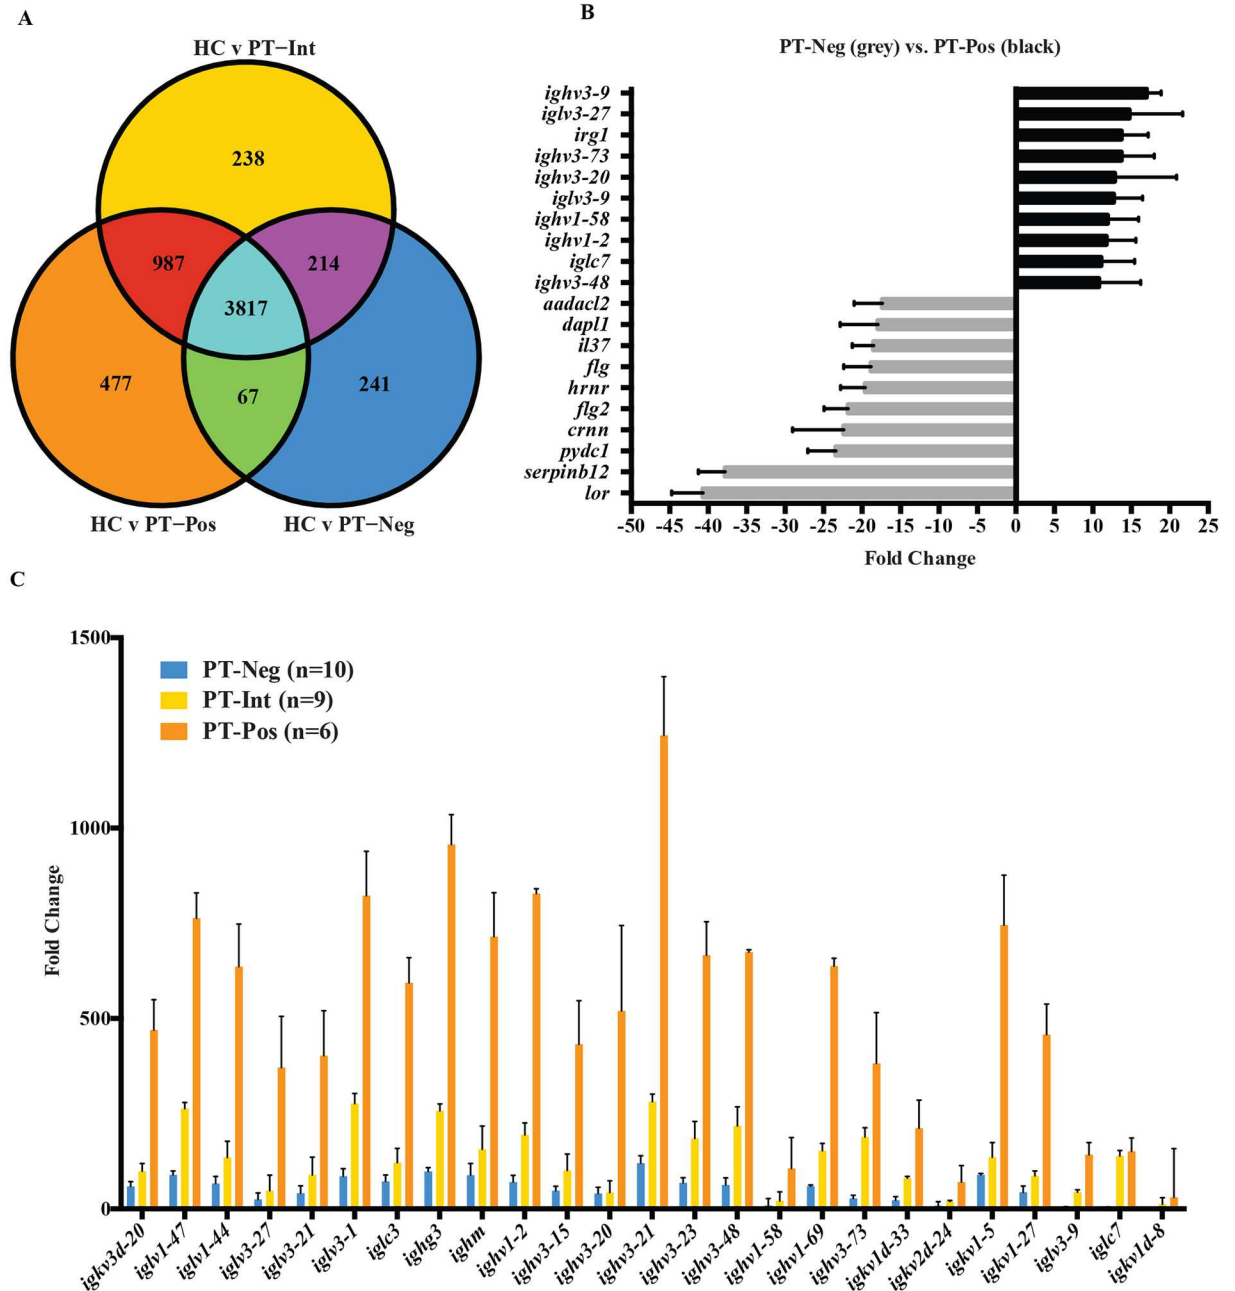 A
HC v PT−Int
238
987
214
3817
477
67
241
HC v PT−Pos
HC v PT−Neg
B
PT-Neg (grey) vs. PT-Pos (black)
ighv3-9
iglv3-27
irg1
ighv3-73
ighv3-20
iglv3-9
ighv1-58
ighv1-2
iglc7
ighv3-48
aadacl2
dapl1
il37
flg
hrnr
flg2
crnn
pydc1
serpinb12
lor
-50 -45 -40 -35 -30 -25 -20 -15 -10 -5 0 5 10 15 20 25
Fold Change
C
1500
1000
500
0
Fold Change
PT-Neg (n=10)
PT-Int (n=9)
PT-Pos (n=6)
igkv3d-20
iglv1-47
iglv1-44
iglv3-27
iglv3-21
iglv3-1
iglc3
ighg3
ighm
ighv1-2
ighv3-15
ighv3-20
ighv3-21
ighv3-23
ighv3-48
ighv1-58
ighv1-69
ighv3-73
igkv1d-33
igkv2d-24
igkv1-5
igkv1-27
iglv3-9
iglc7
igkv1d-8